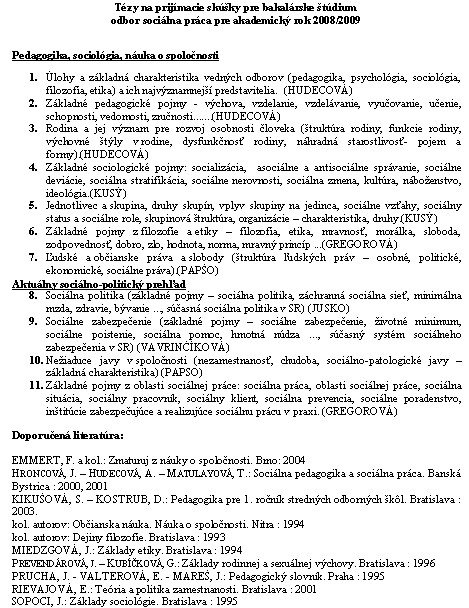 Tézy na prijímacie skúšky pre bakalárske štúdium
odbor sociálna práca pre akademický rok 2008/2009
Pedagogika, sociológia, náuka o spoločnosti
1. Úlohy a základná charakteristika vedných odborov (pedagogika, psychológia, sociológia,
filozofia, etika) a ich najvýznamnejší predstavitelia. (HUDECOVÁ)
2. Základné pedagogické pojmy - výchova, vzdelanie, vzdelávanie, vyučovanie, učenie,
schopnosti, vedomosti, zručnosti.......(HUDECOVÁ)
3. Rodina a jej význam pre rozvoj osobnosti človeka (štruktúra rodiny, funkcie rodiny,
výchovné štýly v rodine, dysfunkčnosť rodiny, náhradná starostlivosť- pojem a
formy).(HUDECOVÁ)
4. Základné sociologické pojmy: socializácia, asociálne a antisociálne správanie, sociálne
deviácie, sociálna stratifikácia, sociálne nerovnosti, sociálna zmena, kultúra, náboženstvo,
ideológia.(KUSÝ)
5. Jednotlivec a skupina, druhy skupín, vplyv skupiny na jedinca, sociálne vzťahy, sociálny
status a sociálne role, skupinová štruktúra, organizácie – charakteristika, druhy.(KUSÝ)
6. Základné pojmy z filozofie a etiky – filozofia, etika, mravnosť, morálka, sloboda,
zodpovednosť, dobro, zlo, hodnota, norma, mravný princíp ...(GREGOROVÁ)
7. Ľudské a občianske práva a slobody (štruktúra ľudských práv – osobné, politické,
ekonomické, sociálne práva).(PAPŠO)
Aktuálny sociálno-politický prehľad
8. Sociálna politika (základné pojmy – sociálna politika, záchranná sociálna sieť, minimálna
mzda, zdravie, bývanie ..., súčasná sociálna politika v SR) (JUSKO)
9. Sociálne zabezpečenie (základné pojmy – sociálne zabezpečenie, životné minimum,
sociálne poistenie, sociálna pomoc, hmotná núdza ..., súčasný systém sociálneho
zabezpečenia v SR) (VAVRINČÍKOVÁ)
10. Nežiaduce javy v spoločnosti (nezamestnanosť, chudoba, sociálno-patologické javy –
základná charakteristika) (PAPSO)
11. Základné pojmy z oblasti sociálnej práce: sociálna práca, oblasti sociálnej práce, sociálna
situácia, sociálny pracovník, sociálny klient, sociálna prevencia, sociálne poradenstvo,
inštitúcie zabezpečujúce a realizujúce sociálnu prácu v praxi. (GREGOROVÁ)
Doporučená literatúra:
EMMERT, F. a kol.: Zmaturuj z náuky o spoločnosti. Brno: 2004
HRONCOVÁ, J. – HUDECOVÁ, A. – MATULAYOVÁ, T.: Sociálna pedagogika a sociálna práca. Banská
Bystrica : 2000, 2001
KIKUŠOVÁ, S. – KOSTRUB, D.: Pedagogika pre 1. ročník stredných odborných škôl. Bratislava :
2003.
kol. autorov: Občianska náuka. Náuka o spoločnosti. Nitra : 1994
kol. autorov: Dejiny filozofie. Bratislava : 1993
MIEDZGOVÁ, J.: Základy etiky. Bratislava : 1994
PREVENDÁROVÁ, J. – KUBÍČKOVÁ, G.: Základy rodinnej a sexuálnej výchovy. Bratislava : 1996
PRUCHA, J. - VALTEROVÁ, E. - MAREŠ, J.: Pedagogický slovník. Praha : 1995
RIEVAJOVÁ, E.: Teória a politika zamestnanosti. Bratislava : 2001
SOPOCI, J.: Základy sociológie. Bratislava : 1995